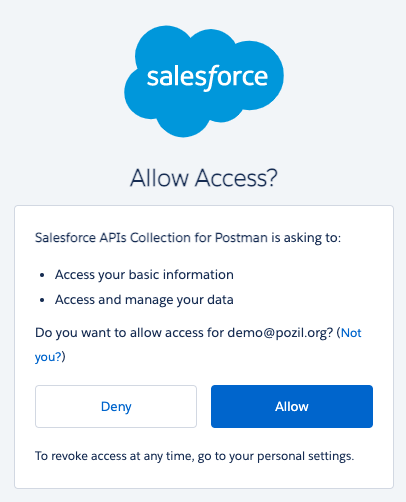 salesforce
Allow Access?
Salesforce APIs Collection for Postman is asking to:
• Access your basic information
• Access and manage your data
Do you want to allow access for demo@pozil.org? (Not
you?)
Deny
Allow
To revoke access at any time, go to your personal settings.